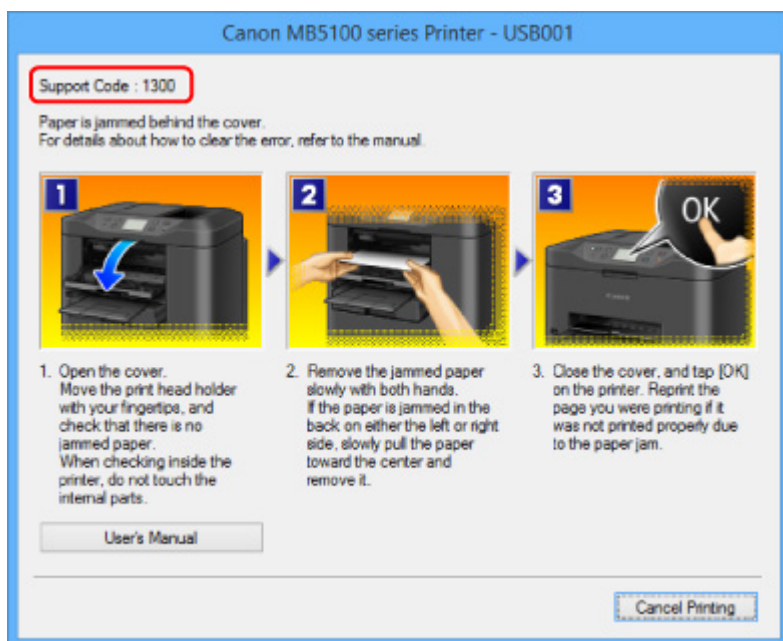 Canon MB5100 series Printer - USB001
Support Code : 1300
Paper is jammed behind the cover.
For details about how to clear the error, refer to the manual.
1
2
3
OK
1. Open the cover.
Move the print head holder
with your fingertips, and
check that there is no
jammed paper.
When checking inside the
printer, do not touch the
internal parts.
2. Remove the jammed paper
slowly with both hands.
If the paper is jammed in the
back on either the left or right
side, slowly pull the paper
toward the center and
remove it.
3. Close the cover, and tap [OK]
on the printer. Reprint the
page you were printing if it
was not printed properly due
to the paper jam.
User's Manual
Cancel Printing